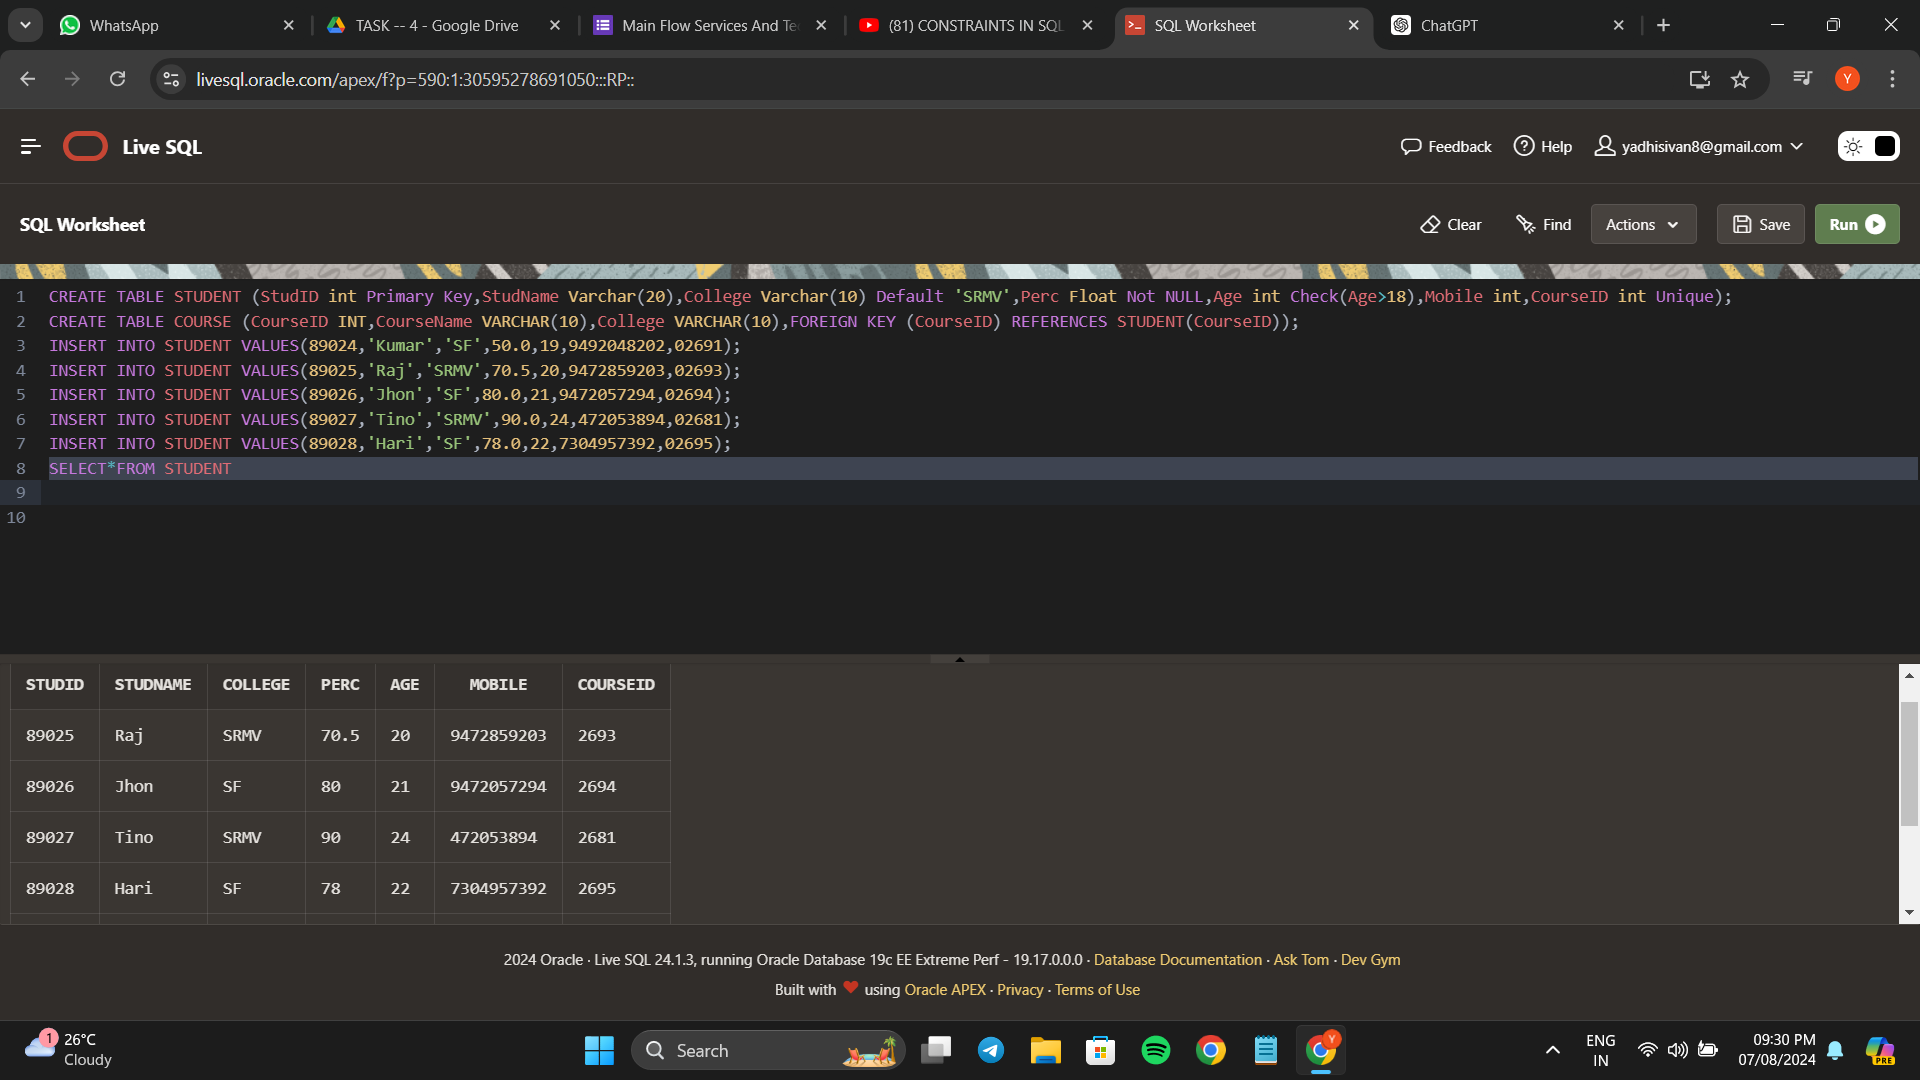 WhatsApp
TASK -- 4 - Google Drive
Main Flow Services And Te
(81) CONSTRAINTS IN SQL
SQL Worksheet
ChatGPT
livesql.oracle.com/apex/f?p=590:1:30595278691050:::RP::
Y
Live SQL
Feedback
Help
yadhisivan8@gmail.com
SQL Worksheet
Clear
Find
Actions
Save
Run
1 CREATE TABLE STUDENT (StudID int Primary Key,StudName Varchar(20),College Varchar(10) Default 'SRMV',Perc Float Not NULL,Age int Check(Age>18),Mobile int,CourseID int Unique);
2 CREATE TABLE COURSE (CourseID INT,CourseName VARCHAR(10),College VARCHAR(10),FOREIGN KEY (CourseID) REFERENCES STUDENT(CourseID));
3 INSERT INTO STUDENT VALUES(89024,'Kumar','SF',50.0,19,9492048202,02691);
4 INSERT INTO STUDENT VALUES(89025,'Raj','SRMV',70.5,20,9472859203,02693);
5 INSERT INTO STUDENT VALUES(89026,'Jhon','SF',80.0,21,9472057294,02694);
6 INSERT INTO STUDENT VALUES(89027,'Tino','SRMV',90.0,24,472053894,02681);
7 INSERT INTO STUDENT VALUES(89028,'Hari','SF',78.0,22,7304957392,02695);
8 SELECT*FROM STUDENT
9
10
STUDID STUDNAME COLLEGE PERC AGE MOBILE COURSEID
89025 Raj SRMV 70.5 20 9472859203 2693
89026 Jhon SF 80 21 9472057294 2694
89027 Tino SRMV 90 24 472053894 2681
89028 Hari SF 78 22 7304957392 2695
2024 Oracle · Live SQL 24.1.3, running Oracle Database 19c EE Extreme Perf - 19.17.0.0.0 · Database Documentation · Ask Tom · Dev Gym
Built with ❤ using Oracle APEX · Privacy · Terms of Use
1
26°C
Cloudy
Search
Y
ENG
IN
09:30 PM
07/08/2024
PRE